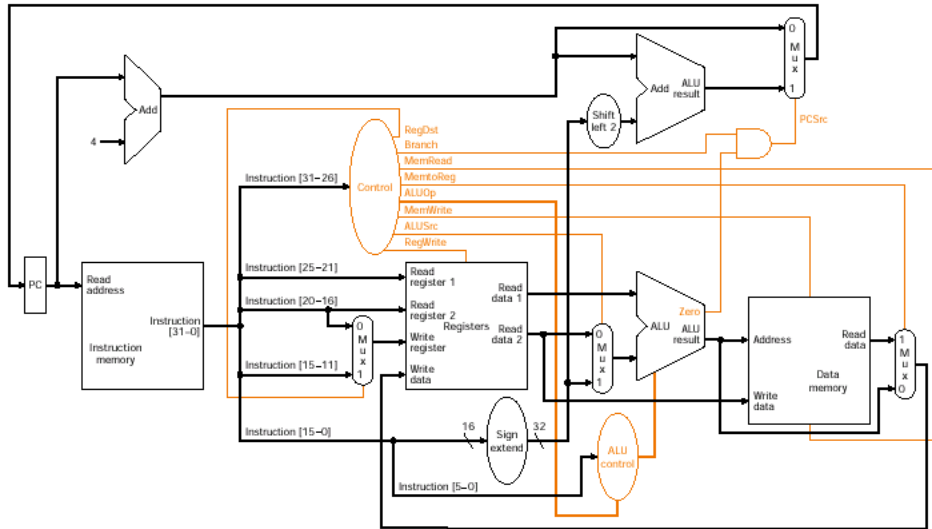 0
M
u
x
1
Add
ALU
result
Add
4
Shift
left 2
PCSrc
RegDst
Branch
MemRead
MemtoReg
ALUOp
MemWrite
ALUSrc
RegWrite
Control
Instruction [31–26]
Instruction [25–21]
Instruction [20–16]
Instruction [15–11]
Instruction [15–0]
Instruction [5–0]
PC
Read
address
Instruction
[31–0]
Instruction
memory
0
M
u
x
1
Read
register 1
Read
register 2
Write
register
Write
data
Registers
Read
data 1
Read
data 2
0
M
u
x
1
Zero
ALU
ALU
result
Address
Write
data
Read
data
Data
memory
1
M
u
x
0
16
Sign
extend
32
ALU
control